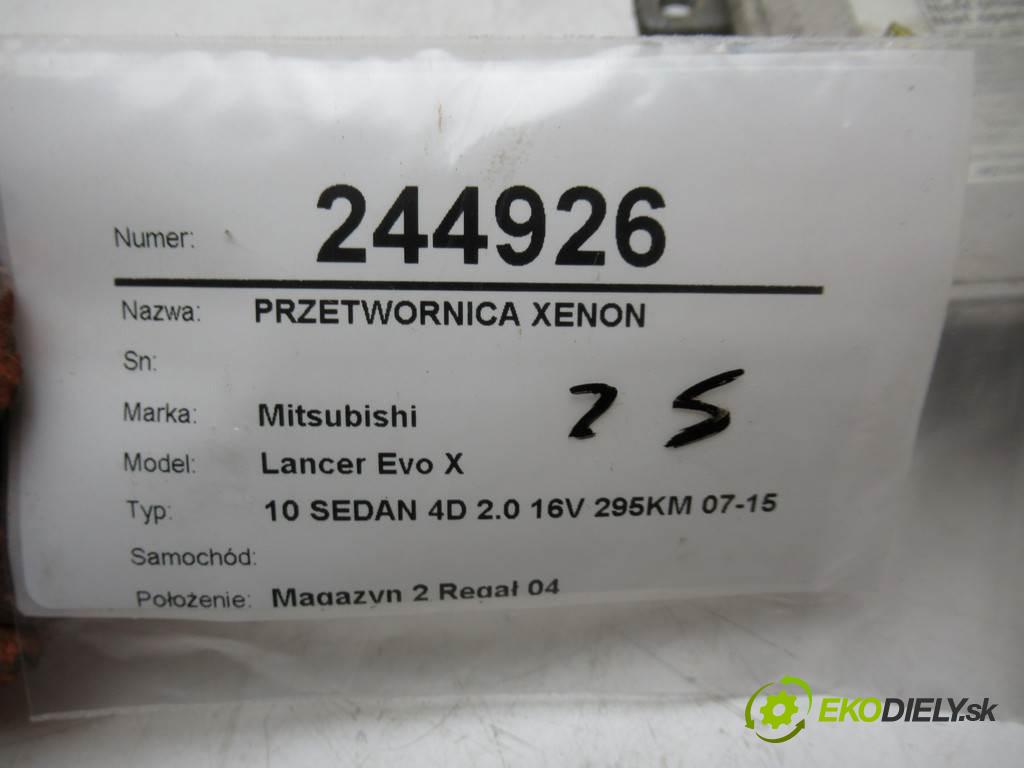 Numer: 244926
Nazwa: PRZETWORNICA XENON
Sn:
Marka: Mitsubishi
Model: Lancer Evo X
Typ: 10 SEDAN 4D 2.0 16V 295KM 07-15
Samochód:
Położenie: Magazyn 2 Regał 04
EKODIELY.sk